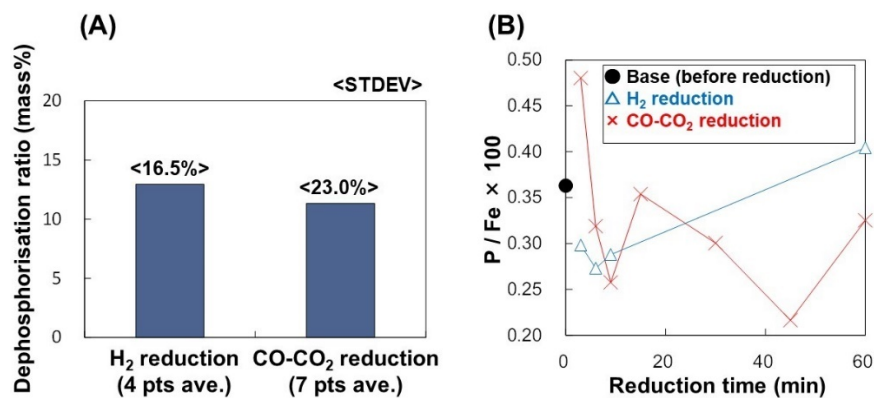 (A)
<STDEV>
Dephosphorisation ratio (mass%)
20
15
10
5
0
<16.5%>
<23.0%>
H₂ reduction
(4 pts ave.)
CO-CO₂ reduction
(7 pts ave.)
(B)
P / Fe × 100
0.50
0.45
0.40
0.35
0.30
0.25
0.20
Base (before reduction)
H₂ reduction
CO-CO₂ reduction
0
20
40
60
Reduction time (min)